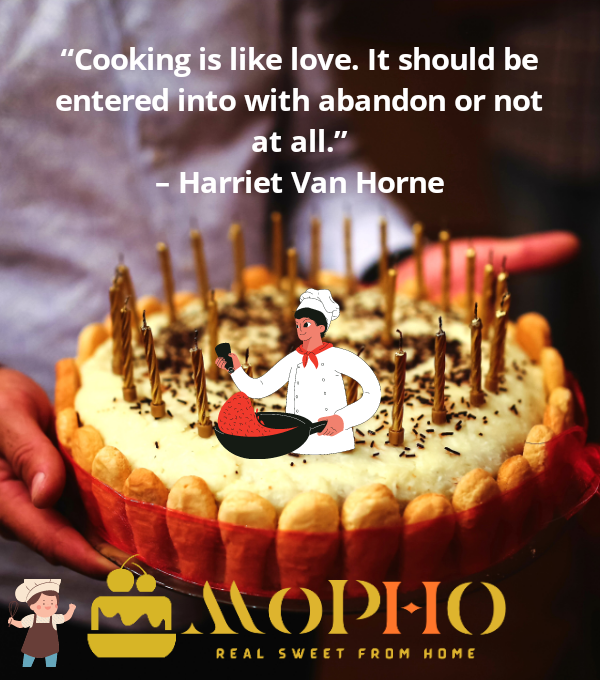 “Cooking is like love. It should be
entered into with abandon or not
at all.”
– Harriet Van Horne
MOPHO
REAL SWEET FROM HOME